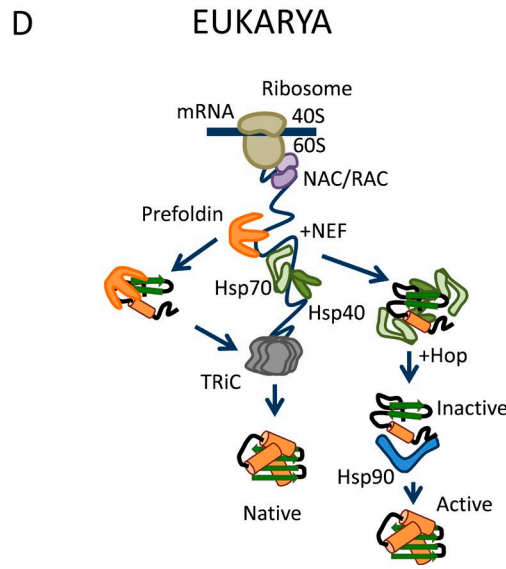 D
EUKARYA
Ribosome
mRNA
40S
60S
NAC/RAC
Prefoldin
+NEF
Hsp70
Hsp40
+Hop
TRiC
Inactive
Hsp90
Native
Active